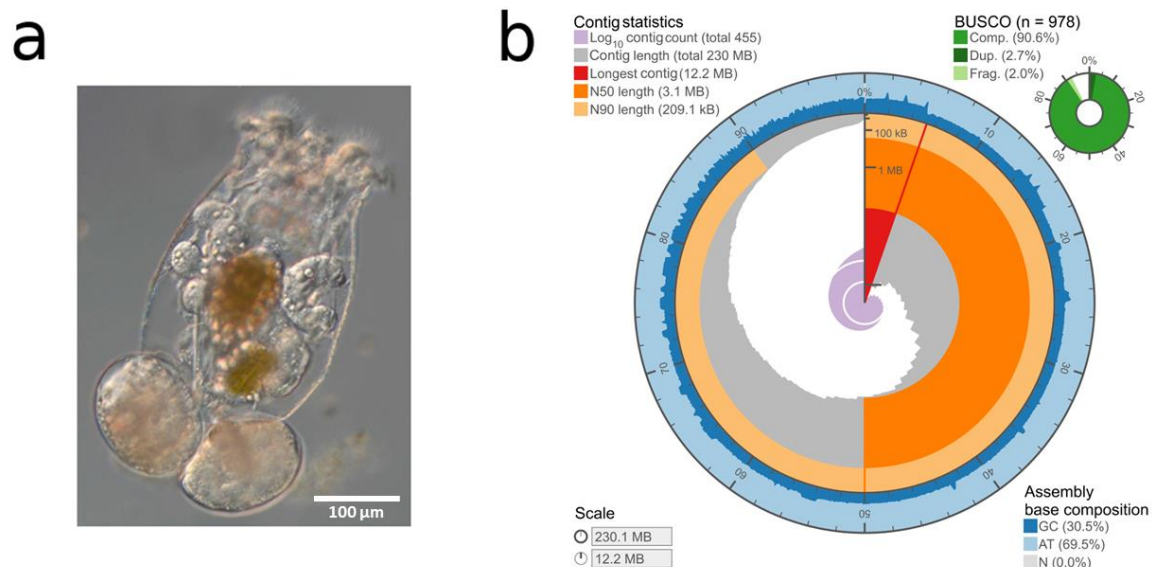 a
100 µm
b
Contig statistics
Log10 contig count (total 455)
Contig length (total 230 MB)
Longest contig (12.2 MB)
N50 length (3.1 MB)
N90 length (209.1 kB)
BUSCO (n = 978)
Comp. (90.6%)
Dup. (2.7%)
Frag. (2.0%)
0%
20
40
60
80
0%
10
20
30
40
50
60
70
80
90
100 kB
1 MB
Scale
230.1 MB
12.2 MB
Assembly
base composition
GC (30.5%)
AT (69.5%)
N (0.0%)